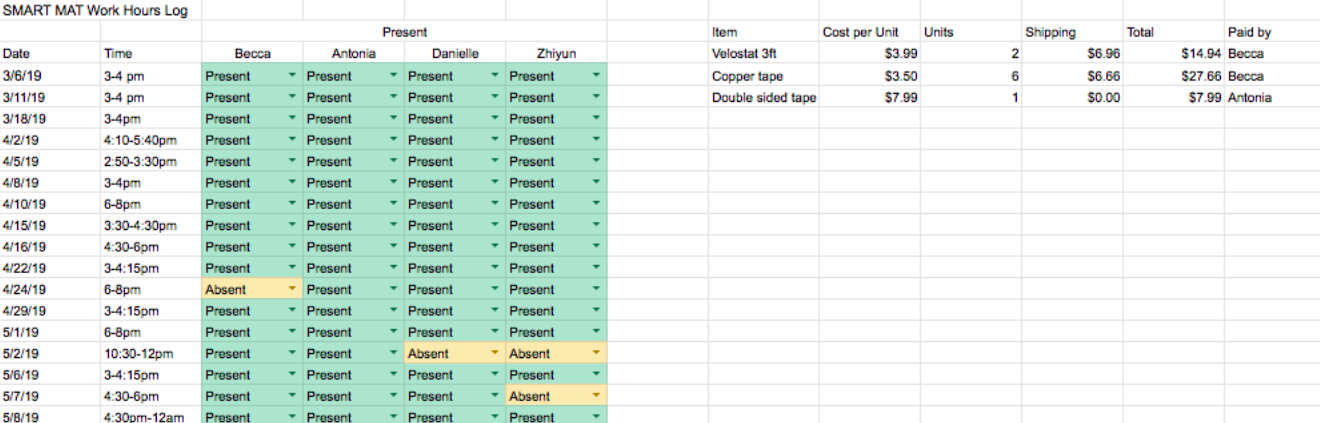 SMART MAT Work Hours Log
Present Item Cost per Unit Units Shipping Total Paid by
Date Time Becca Antonia Danielle Zhiyun Velostat 3ft $3.99 2 $6.96 $14.94 Becca
3/6/19 3-4 pm Present Present Present Present Copper tape $3.50 6 $6.66 $27.66 Becca
3/11/19 3-4 pm Present Present Present Present Double sided tape $7.99 1 $0.00 $7.99 Antonia
3/18/19 3-4pm Present Present Present Present
4/2/19 4:10-5:40pm Present Present Present Present
4/5/19 2:50-3:30pm Present Present Present Present
4/8/19 3-4pm Present Present Present Present
4/10/19 6-8pm Present Present Present Present
4/15/19 3:30-4:30pm Present Present Present Present
4/16/19 4:30-6pm Present Present Present Present
4/22/19 3-4:15pm Present Present Present Present
4/24/19 6-8pm Absent Present Present Present
4/29/19 3-4:15pm Present Present Present Present
5/1/19 6-8pm Present Present Present Present
5/2/19 10:30-12pm Present Present Absent Absent
5/6/19 3-4:15pm Present Present Present Present
5/7/19 4:30-6pm Present Present Present Absent
5/8/19 4:30pm-12am Present Present Present Present